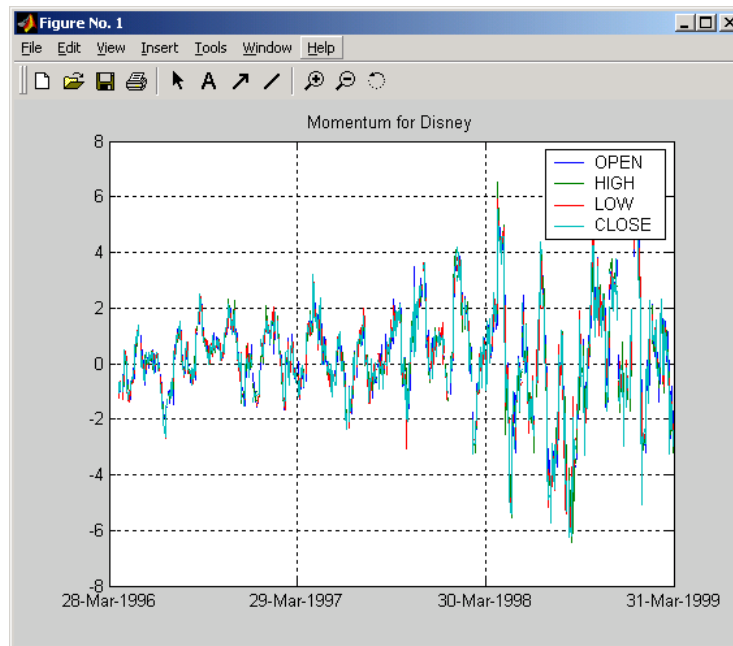 Figure No. 1
File Edit View Insert Tools Window Help
A
Momentum for Disney
OPEN
HIGH
LOW
CLOSE
8
6
4
2
0
-2
-4
-6
-8
28-Mar-1996 29-Mar-1997 30-Mar-1998 31-Mar-1999